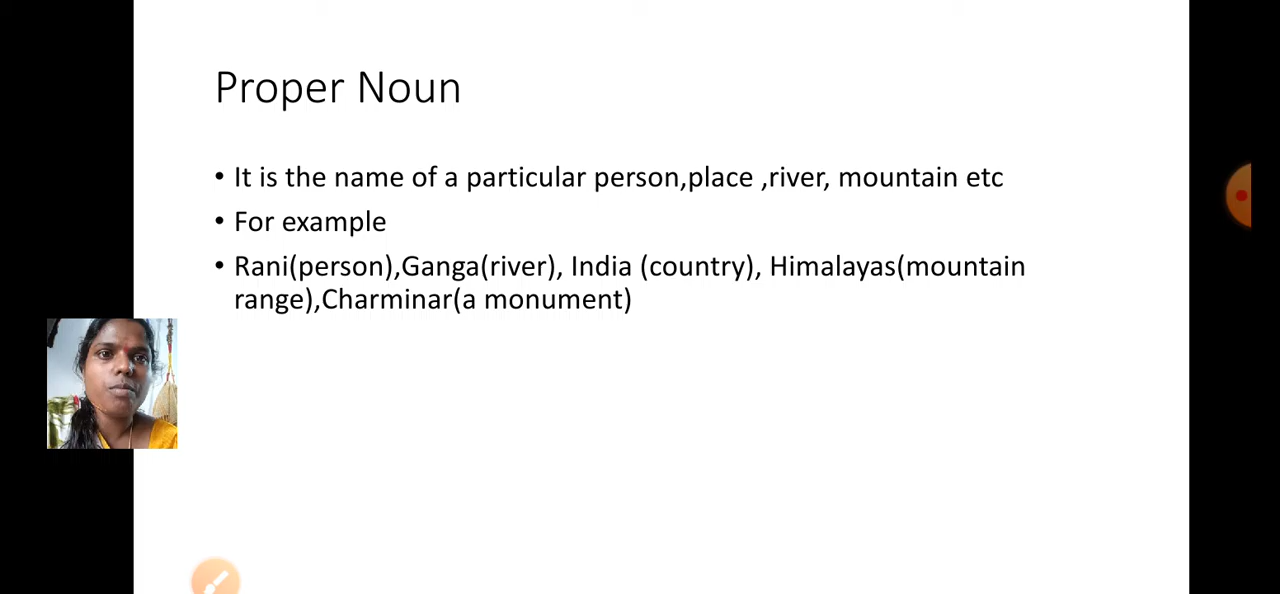 Proper Noun
• It is the name of a particular person,place ,river, mountain etc
• For example
• Rani(person),Ganga(river), India (country), Himalayas(mountain
range),Charminar(a monument)